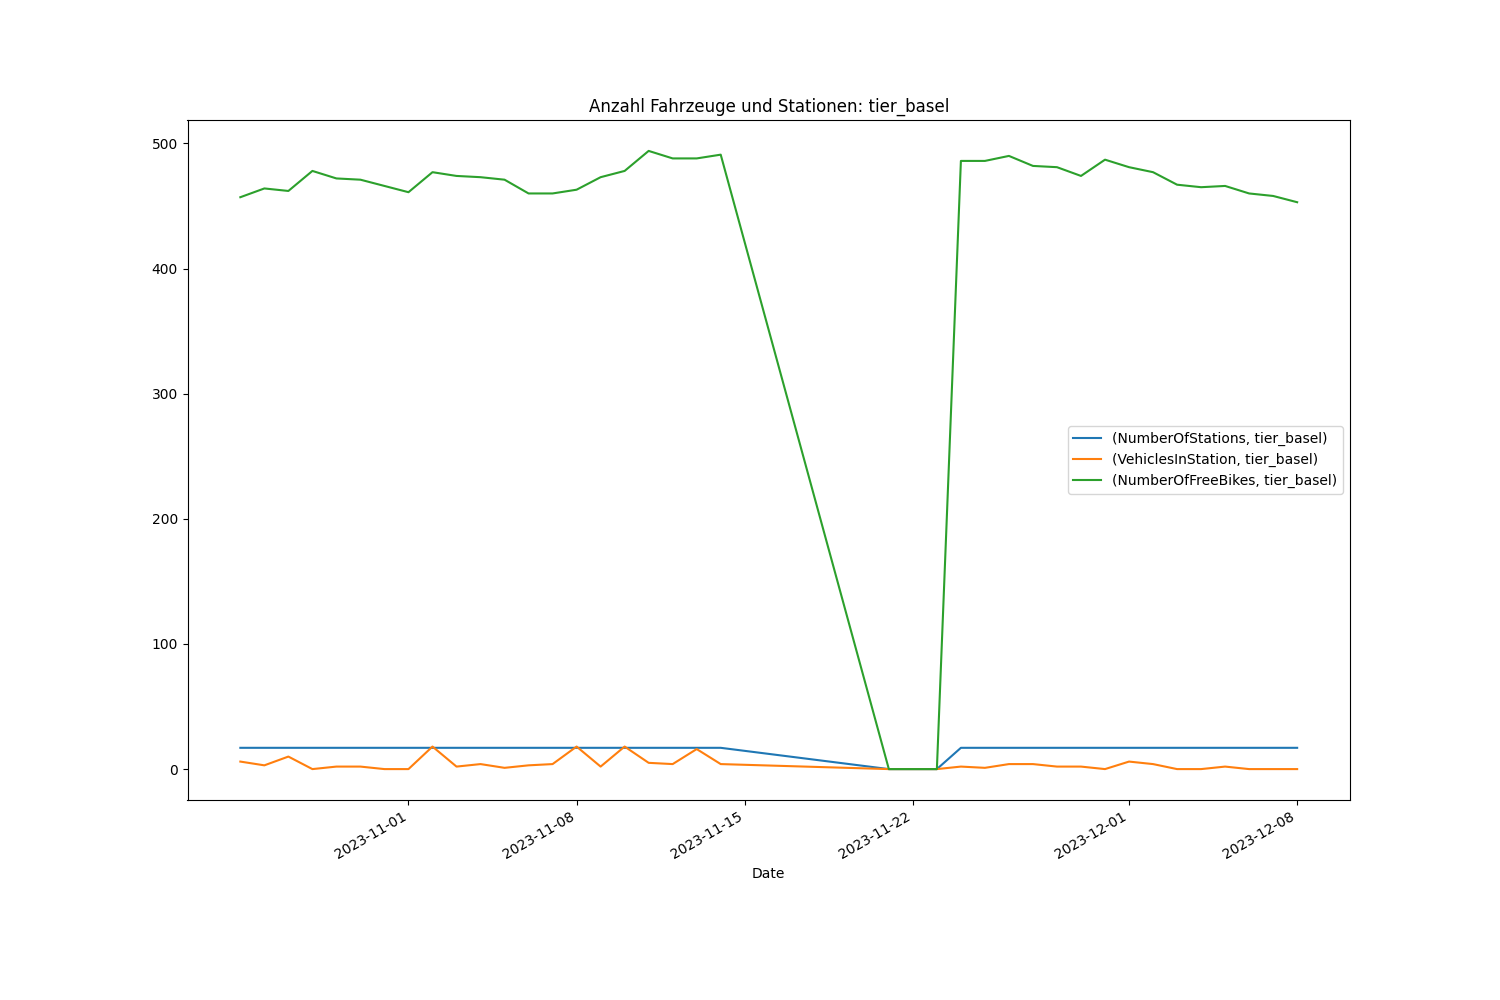 Anzahl Fahrzeuge und Stationen: tier_basel
500
400
300
200
100
0
(NumberOfStations, tier_basel)
(VehiclesInStation, tier_basel)
(NumberOfFreeBikes, tier_basel)
2023-11-01
2023-11-08
2023-11-15
2023-11-22
2023-12-01
2023-12-08
Date